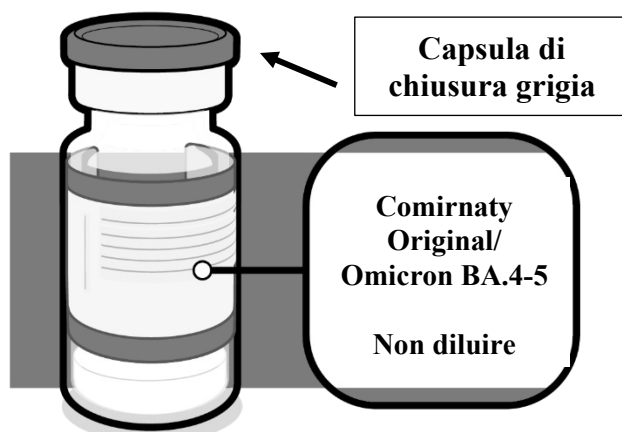 Capsula di
chiusura grigia
Comirnaty
Original/
Omicron BA.4-5
Non diluire